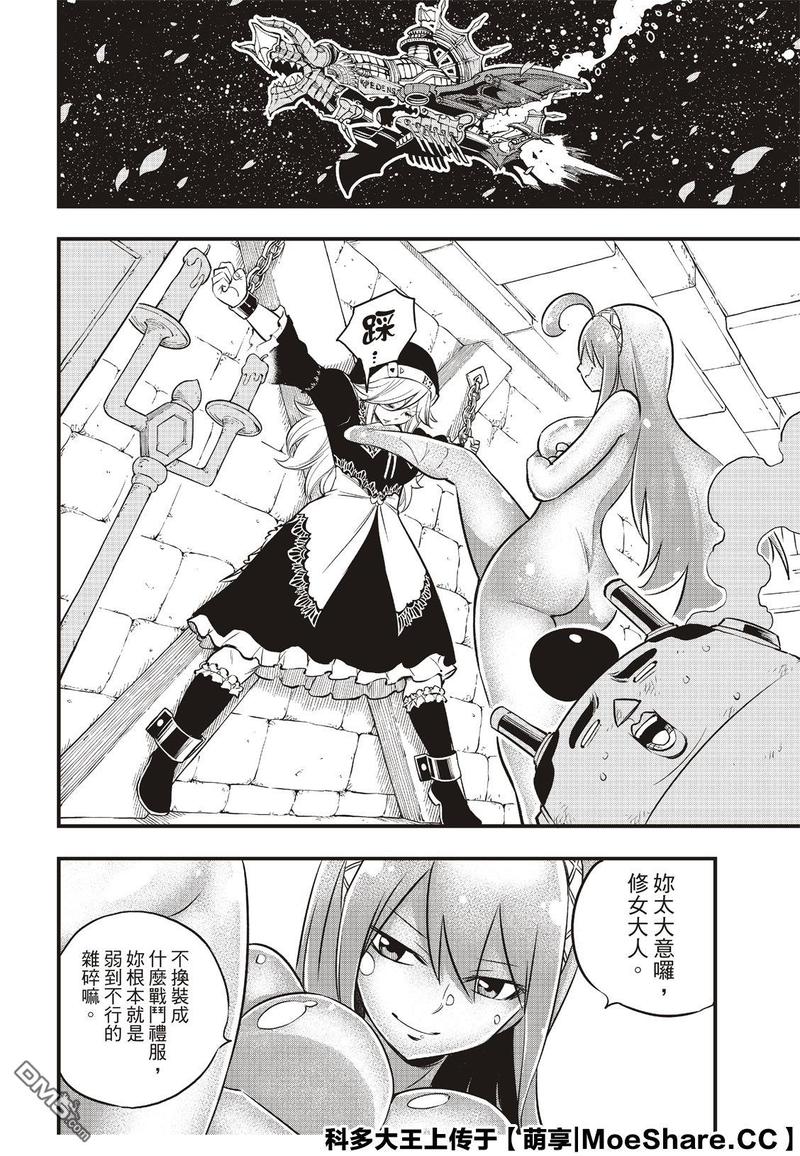 EDENS
踩
…
妳太大意囉，
修女大人。
不換裝成
什麼戰鬥禮服，
妳根本就是
弱到不行的
雜碎嘛。
科多大王上传于【萌享|MoeShare.CC】